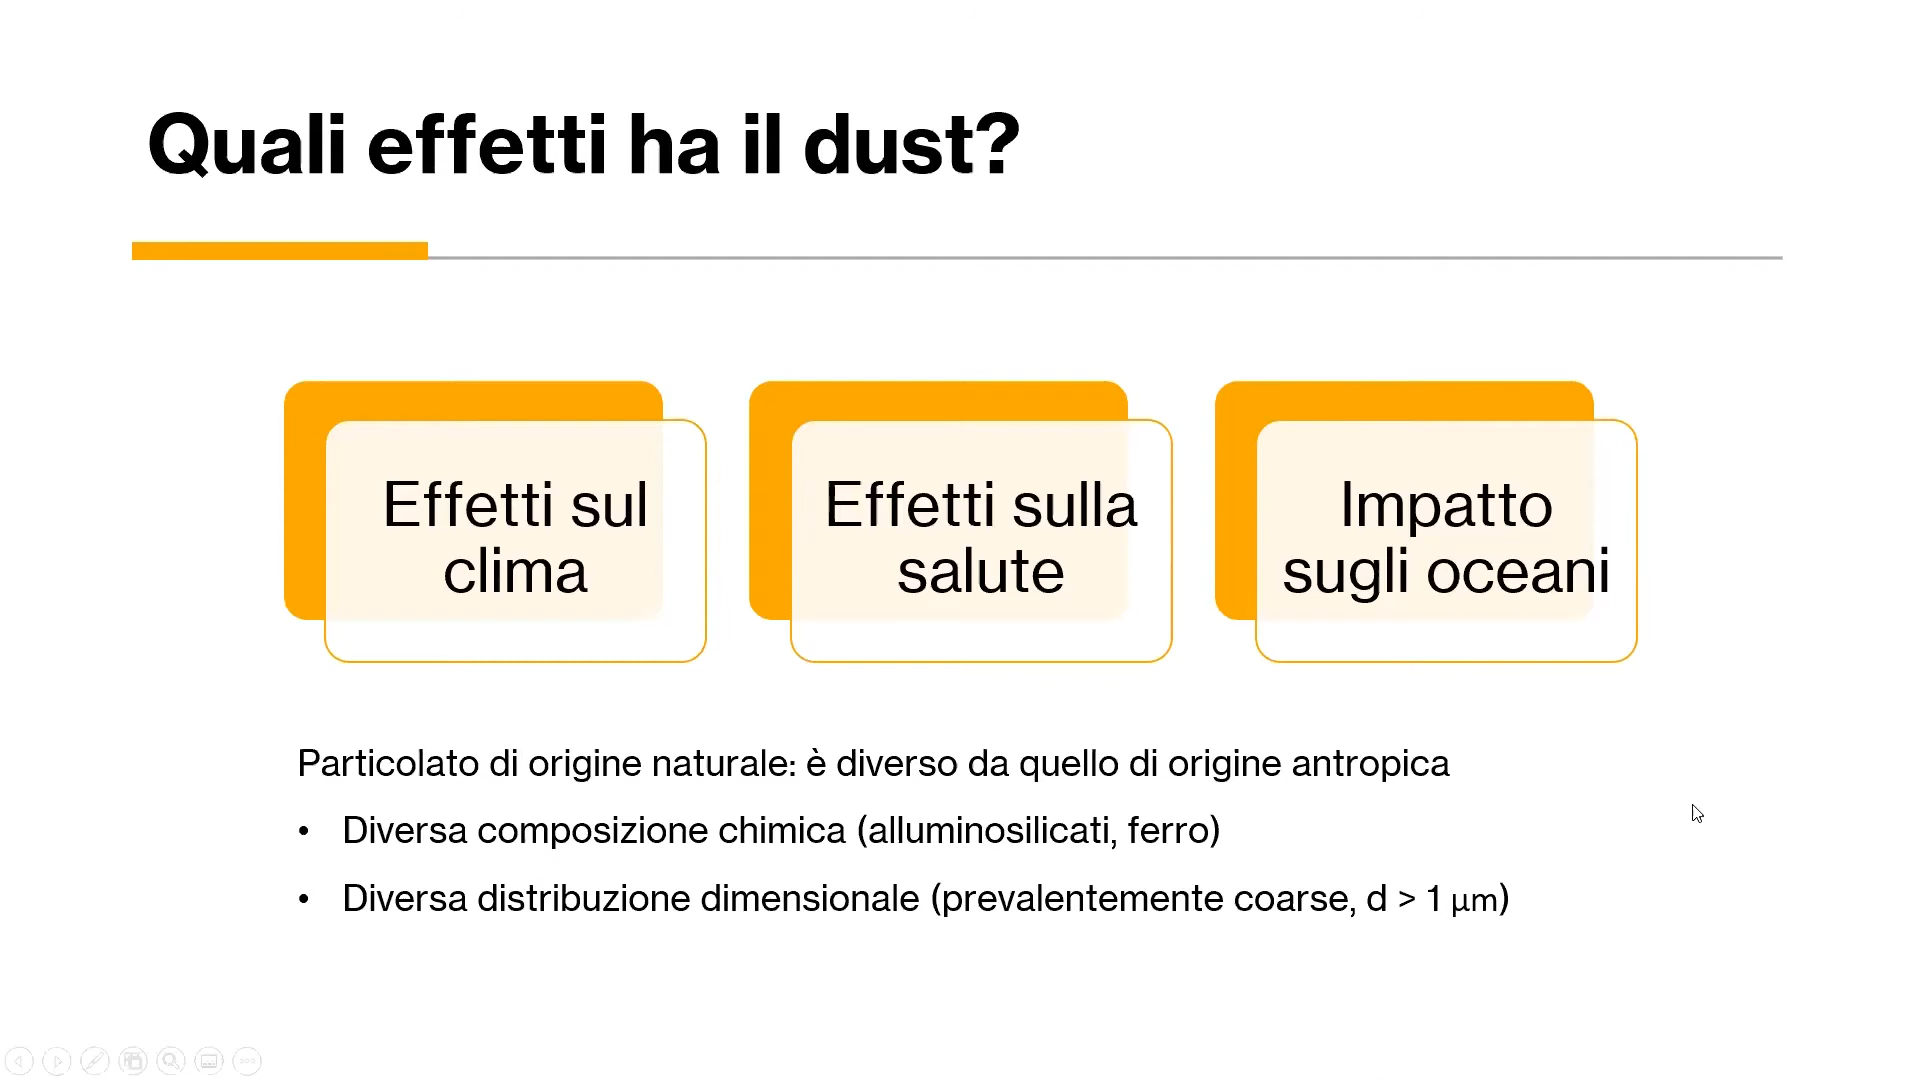 Quali effetti ha il dust?
Effetti sul
clima
Effetti sulla
salute
Impatto
sugli oceani
Particolato di origine naturale: è diverso da quello di origine antropica
• Diversa composizione chimica (alluminosilicati, ferro)
• Diversa distribuzione dimensionale (prevalentemente coarse, d > 1 μm)